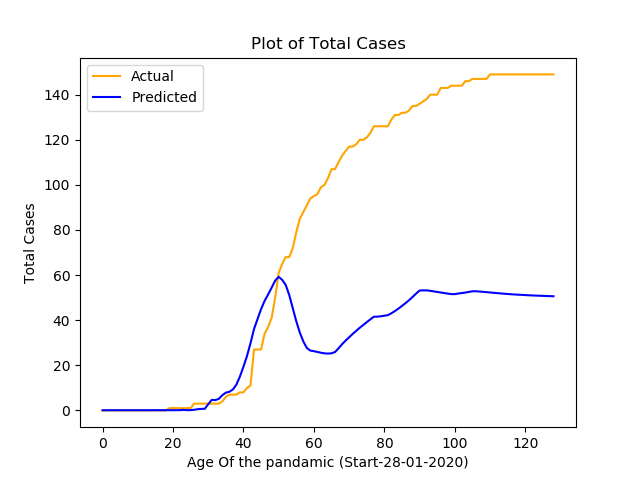 Plot of Total Cases
Actual
Predicted
140
120
100
80
60
40
20
0
Total Cases
0 20 40 60 80 100 120
Age Of the pandamic (Start-28-01-2020)